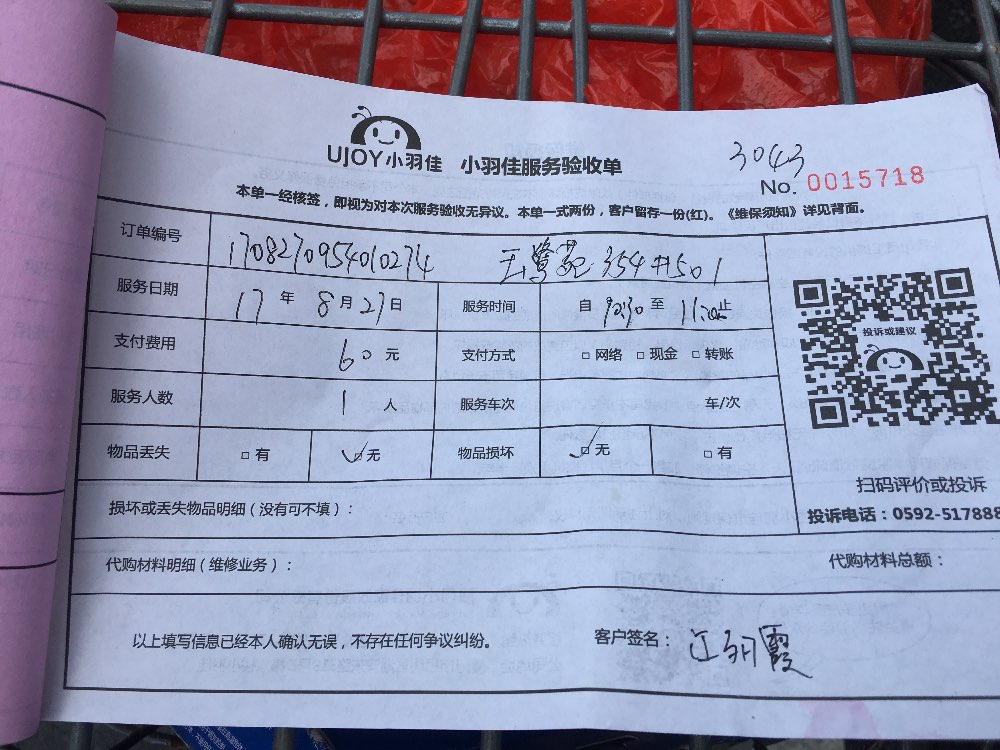 3043
UJOY小羽佳 小羽佳服务验收单
No. 0015718
本单一经核签，即视为对本次服务验收无异议。本单一式两份，客户留存一份(红)。《维保须知》详见背面。
订单编号 1708270954010274 354#501
服务日期 17 年 8 月 27 日 服务时间 自 至 止
支付费用 60 元 支付方式 □ 网络 □ 现金 □ 转账
投诉或建议
服务人数 1 人 服务车次 车/次
物品丢失 □ 有 ☑ 无 物品损坏 ☑ 无 □ 有
扫码评价或投诉
损坏或丢失物品明细（没有可不填）：
投诉电话：0592-517888
代购材料明细（维修业务）： 代购材料总额：
以上填写信息已经本人确认无误，不存在任何争议纠纷。 客户签名：